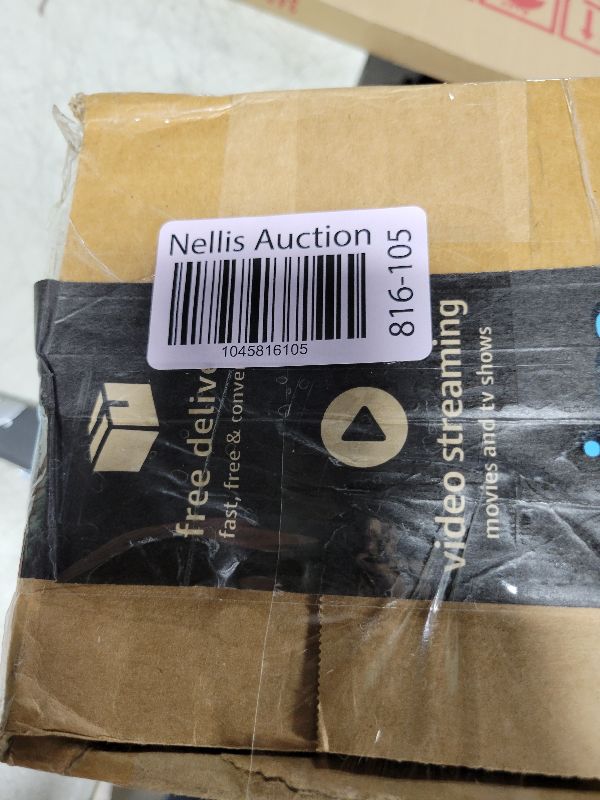 Nellis Auction
1045816105
816-105
free delive
fast, free & conve
video streaming
movies and tv shows